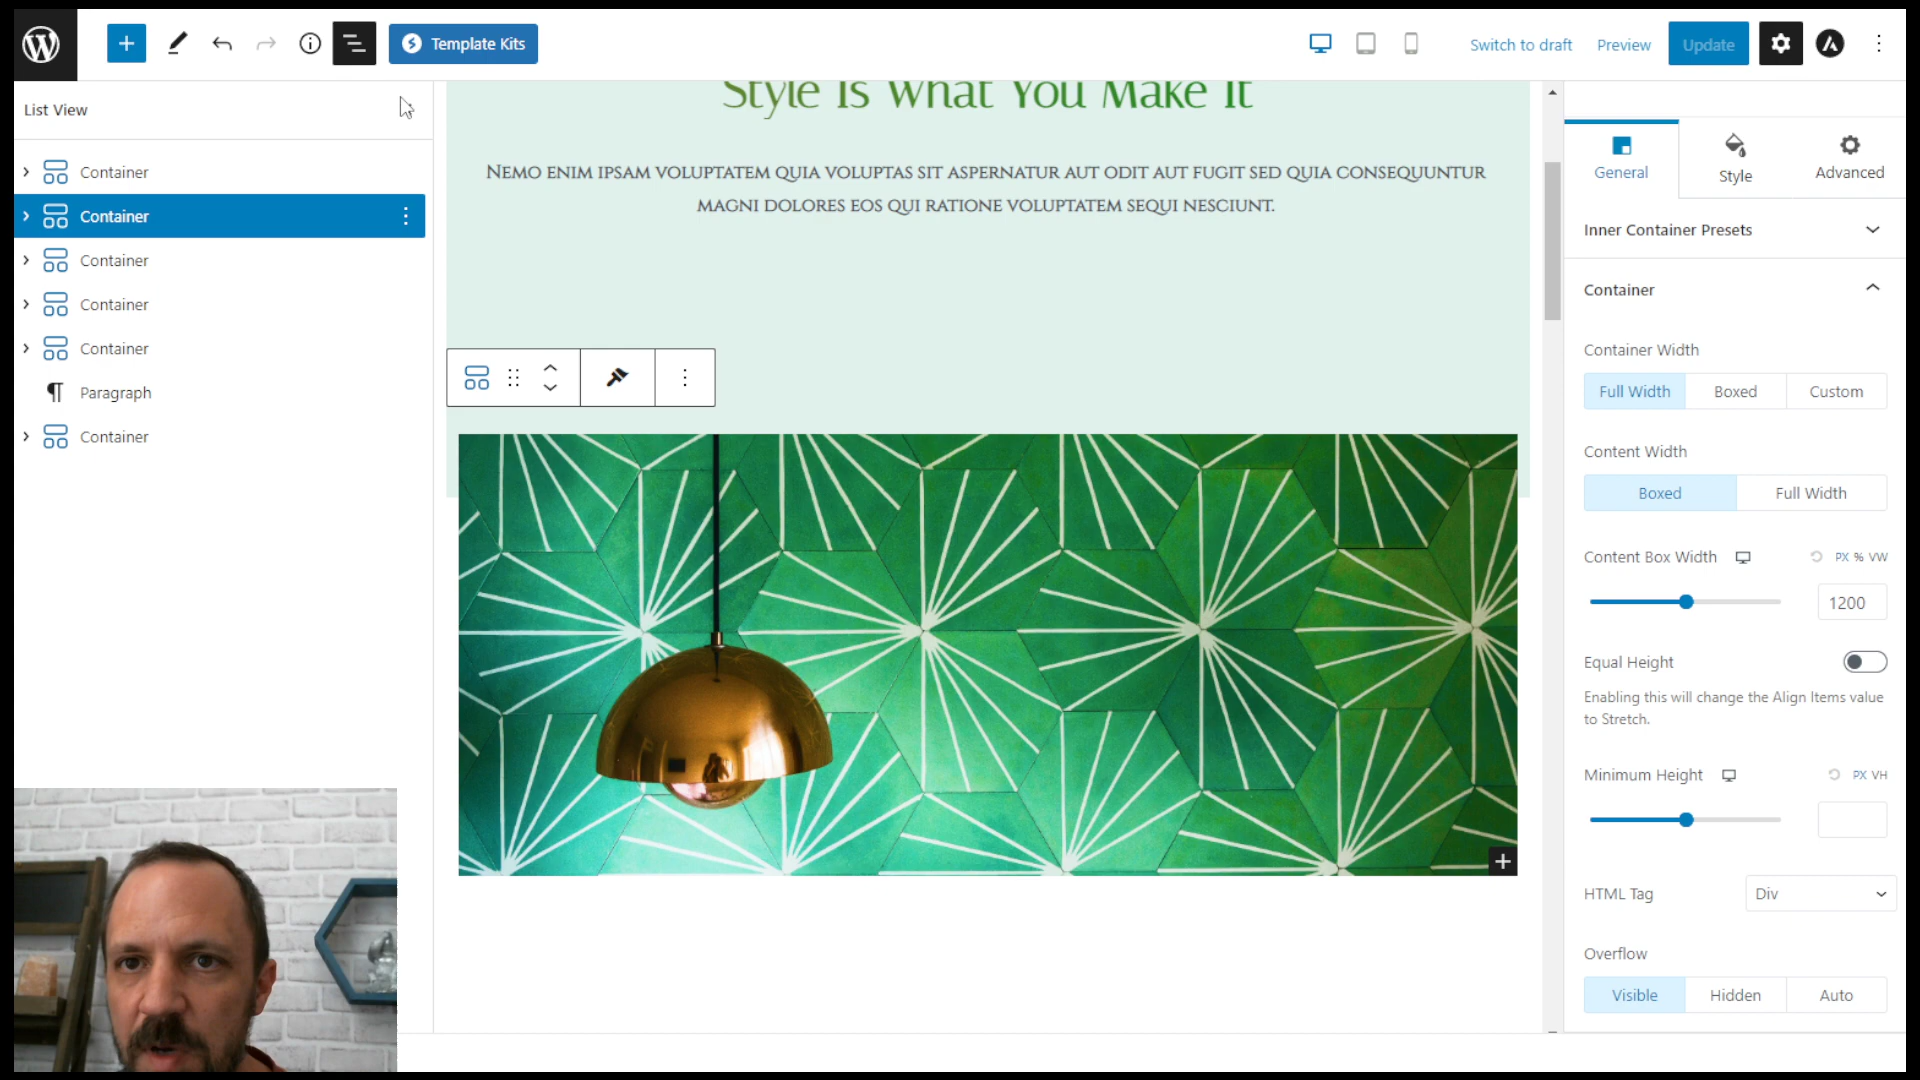 Template Kits
Switch to draft
Preview
Update
List View
Container
Container
Container
Container
Container
Paragraph
Container
Style Is What You Make It
Nemo enim ipsam voluptatem quia voluptas sit aspernatur aut odit aut fugit sed quia consequuntur
magni dolores eos qui ratione voluptatem sequi nesciunt.
General
Style
Advanced
Inner Container Presets
Container
Container Width
Full Width
Boxed
Custom
Content Width
Boxed
Full Width
Content Box Width
PX % VW
1200
Equal Height
Enabling this will change the Align Items value
to Stretch.
Minimum Height
PX VH
HTML Tag
Div
Overflow
Visible
Hidden
Auto